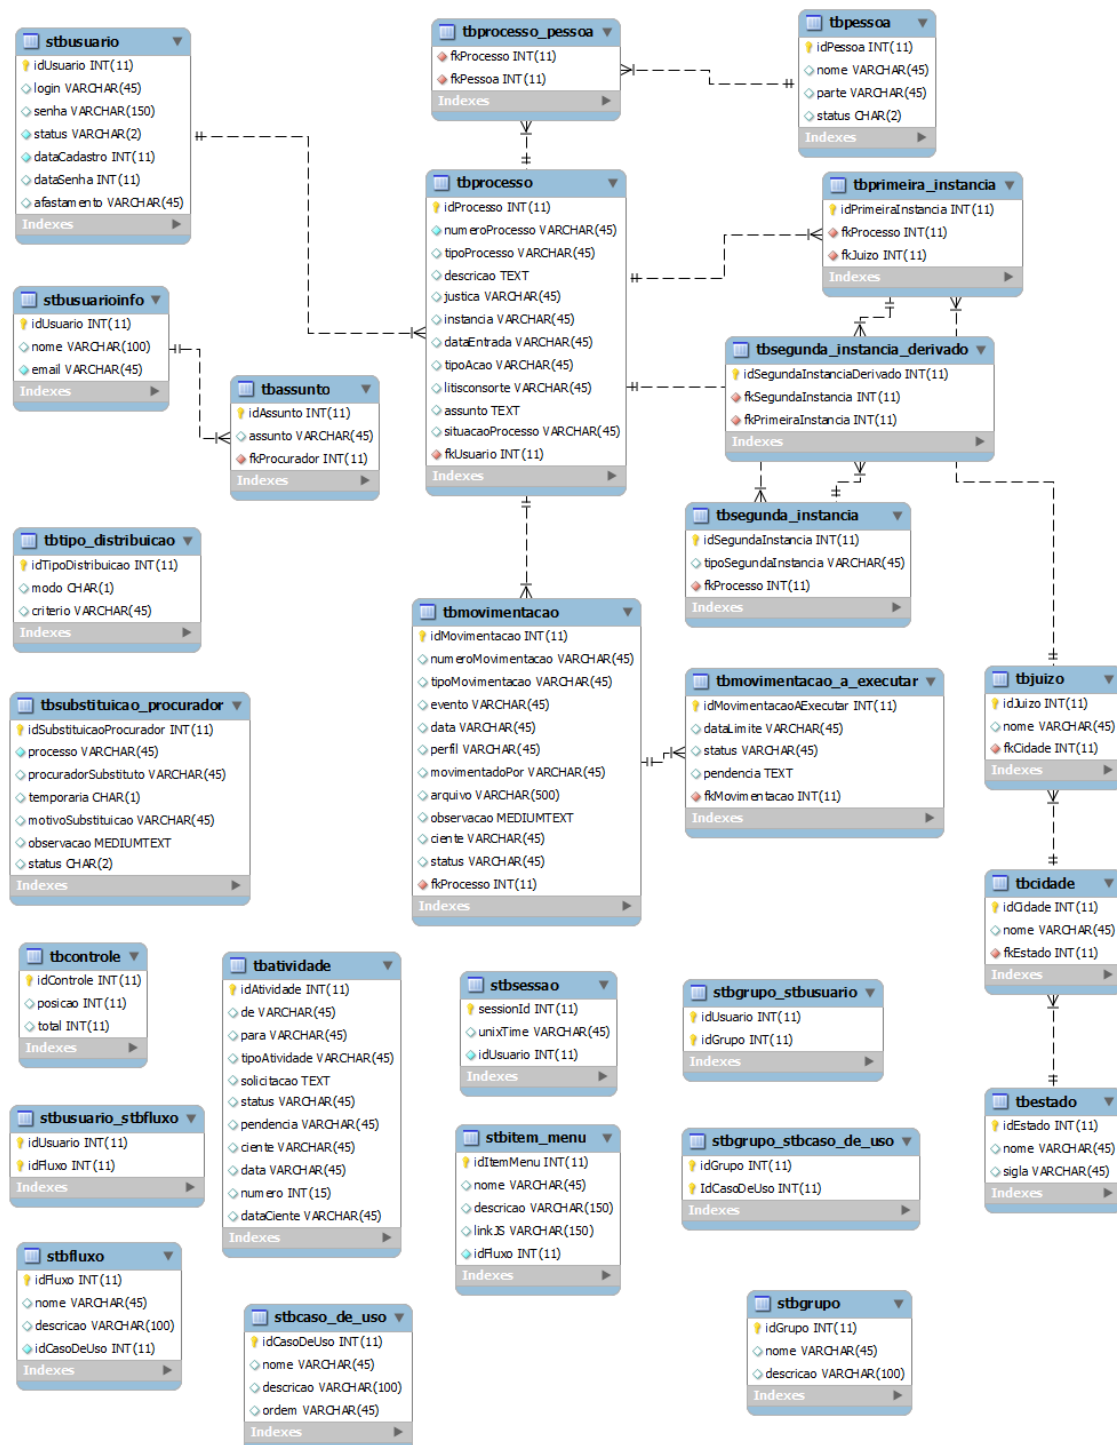 stbusuario
idUsuario INT(11)
login VARCHAR(45)
senha VARCHAR(150)
status VARCHAR(2)
dataCadastro INT(11)
dataSenha INT(11)
afastamento VARCHAR(45)
Indexes
tbprocesso_pessoa
fkProcesso INT(11)
fkPessoa INT(11)
Indexes
tbpessoa
idPessoa INT(11)
nome VARCHAR(45)
parte VARCHAR(45)
status CHAR(2)
Indexes
tbprocesso
idProcesso INT(11)
numeroProcesso VARCHAR(45)
tipoProcesso VARCHAR(45)
descricao TEXT
justica VARCHAR(45)
instancia VARCHAR(45)
dataEntrada VARCHAR(45)
tipoAcao VARCHAR(45)
litisconsorte VARCHAR(45)
assunto TEXT
situacaoProcesso VARCHAR(45)
fkUsuario INT(11)
Indexes
tbprimeira_instancia
idPrimeiraInstancia INT(11)
fkProcesso INT(11)
fkJuizo INT(11)
Indexes
stbusuarioinfo
idUsuario INT(11)
nome VARCHAR(100)
email VARCHAR(45)
Indexes
tbassunto
idAssunto INT(11)
assunto VARCHAR(45)
fkProcurador INT(11)
Indexes
tbsegunda_instancia_derivado
idSegundaInstanciaDerivado INT(11)
fkSegundaInstancia INT(11)
fkPrimeiraInstancia INT(11)
Indexes
tbsegunda_instancia
idSegundaInstancia INT(11)
tipoSegundaInstancia VARCHAR(45)
fkProcesso INT(11)
Indexes
tbtipo_distribuicao
idTipoDistribuicao INT(11)
modo CHAR(1)
criterio VARCHAR(45)
Indexes
tbmovimentacao
idMovimentacao INT(11)
numeroMovimentacao VARCHAR(45)
tipoMovimentacao VARCHAR(45)
evento VARCHAR(45)
data VARCHAR(45)
perfil VARCHAR(45)
movimentadoPor VARCHAR(45)
arquivo VARCHAR(500)
observacao MEDIUMTEXT
ciente VARCHAR(45)
status VARCHAR(45)
fkProcesso INT(11)
Indexes
tbmovimentacao_a_executar
idMovimentacaoAExecutar INT(11)
dataLimite VARCHAR(45)
status VARCHAR(45)
pendencia TEXT
fkMovimentacao INT(11)
Indexes
tbjuizo
idJuizo INT(11)
nome VARCHAR(45)
fkCidade INT(11)
Indexes
tbsubstituicao_procurador
idSubstituicaoProcurador INT(11)
processo VARCHAR(45)
procuradorSubstituto VARCHAR(45)
temporaria CHAR(1)
motivoSubstituicao VARCHAR(45)
observacao MEDIUMTEXT
status CHAR(2)
Indexes
tbcidade
idCidade INT(11)
nome VARCHAR(45)
fkEstado INT(11)
Indexes
tbcontrole
idControle INT(11)
posicao INT(11)
total INT(11)
Indexes
tbatividade
idAtividade INT(11)
de VARCHAR(45)
para VARCHAR(45)
tipoAtividade VARCHAR(45)
solicitacao TEXT
status VARCHAR(45)
pendencia VARCHAR(45)
ciente VARCHAR(45)
data VARCHAR(45)
numero INT(15)
dataCiente VARCHAR(45)
Indexes
stbsessao
sessionId INT(11)
unixTime VARCHAR(45)
idUsuario INT(11)
Indexes
stbgrupo_stbusuario
idUsuario INT(11)
idGrupo INT(11)
Indexes
tbestado
idEstado INT(11)
nome VARCHAR(45)
sigla VARCHAR(45)
Indexes
stbusuario_stbfluxo
idUsuario INT(11)
idFluxo INT(11)
Indexes
stbitem_menu
idItemMenu INT(11)
nome VARCHAR(45)
descricao VARCHAR(150)
linkJS VARCHAR(150)
idFluxo INT(11)
Indexes
stbgrupo_stbcaso_de_uso
idGrupo INT(11)
IdCasoDeUso INT(11)
Indexes
stbfluxo
idFluxo INT(11)
nome VARCHAR(45)
descricao VARCHAR(100)
idCasoDeUso INT(11)
Indexes
stbcaso_de_uso
idCasoDeUso INT(11)
nome VARCHAR(45)
descricao VARCHAR(100)
ordem VARCHAR(45)
Indexes
stbgrupo
idGrupo INT(11)
nome VARCHAR(45)
descricao VARCHAR(100)
Indexes